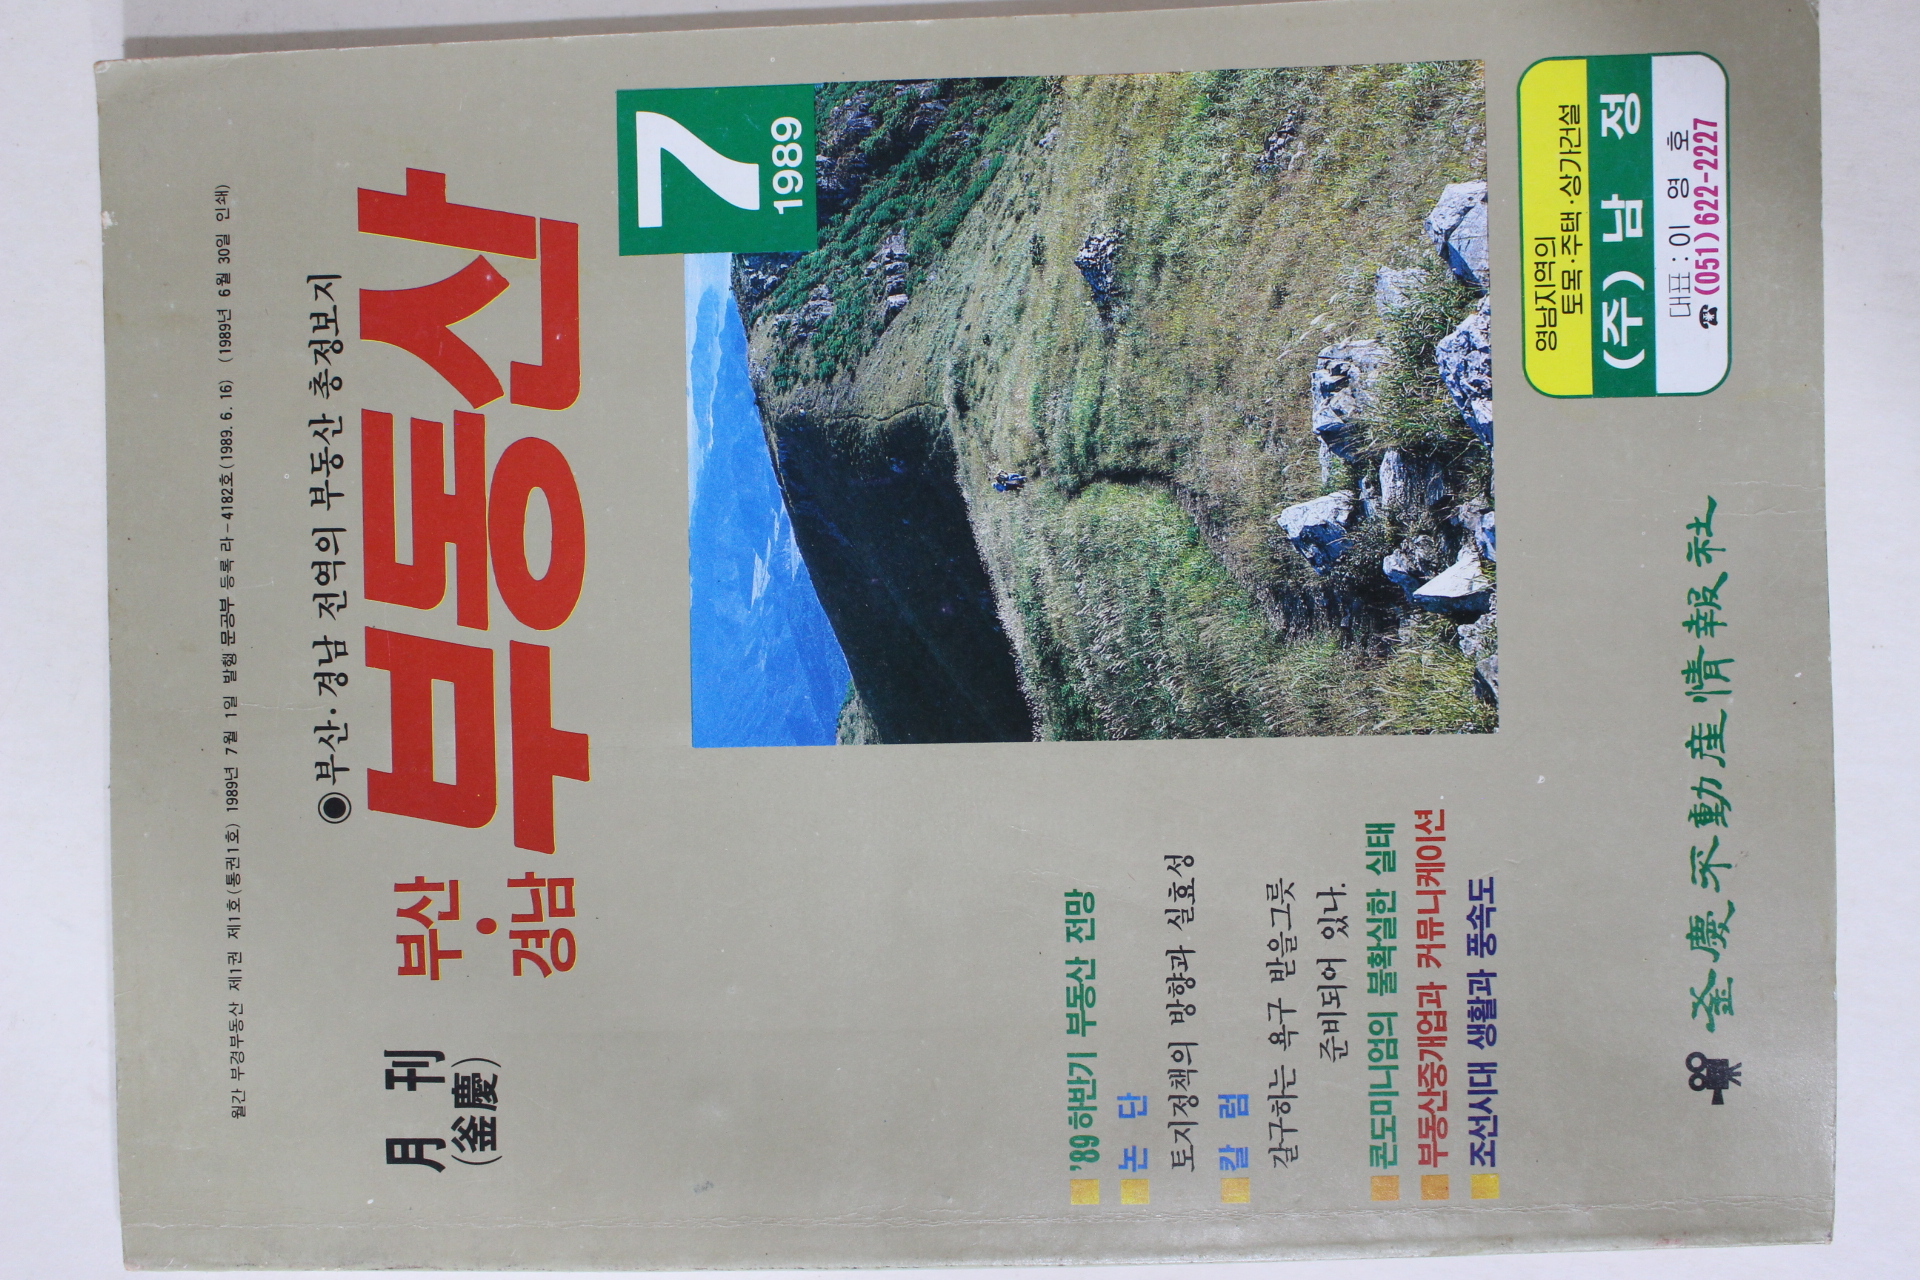 월간 부경부동산 제1권 제1호(통권1호) 1989년 7월 1일 발행 문공부 등록 라-4182호(1989. 6. 16) (1989년 6월 30일 인쇄)
◉부산·경남 전역의 부동산 총정보지
月刊
(釜慶)
부산·경남
부동산
7
1989
'89하반기 부동산 전망
논 단
토지정책의 방향과 실효성
칼 럼
갈구하는 욕구 받을그릇
준비되어 있나.
콘도미니엄의 불확실한 실태
부동산중개업과 커뮤니케이션
조선시대 생활과 풍속도
영남지역의
토목·주택·상가건설
(주) 남 정
대표 : 이 영 호
☎(051)622-2227
釜慶不動産情報社